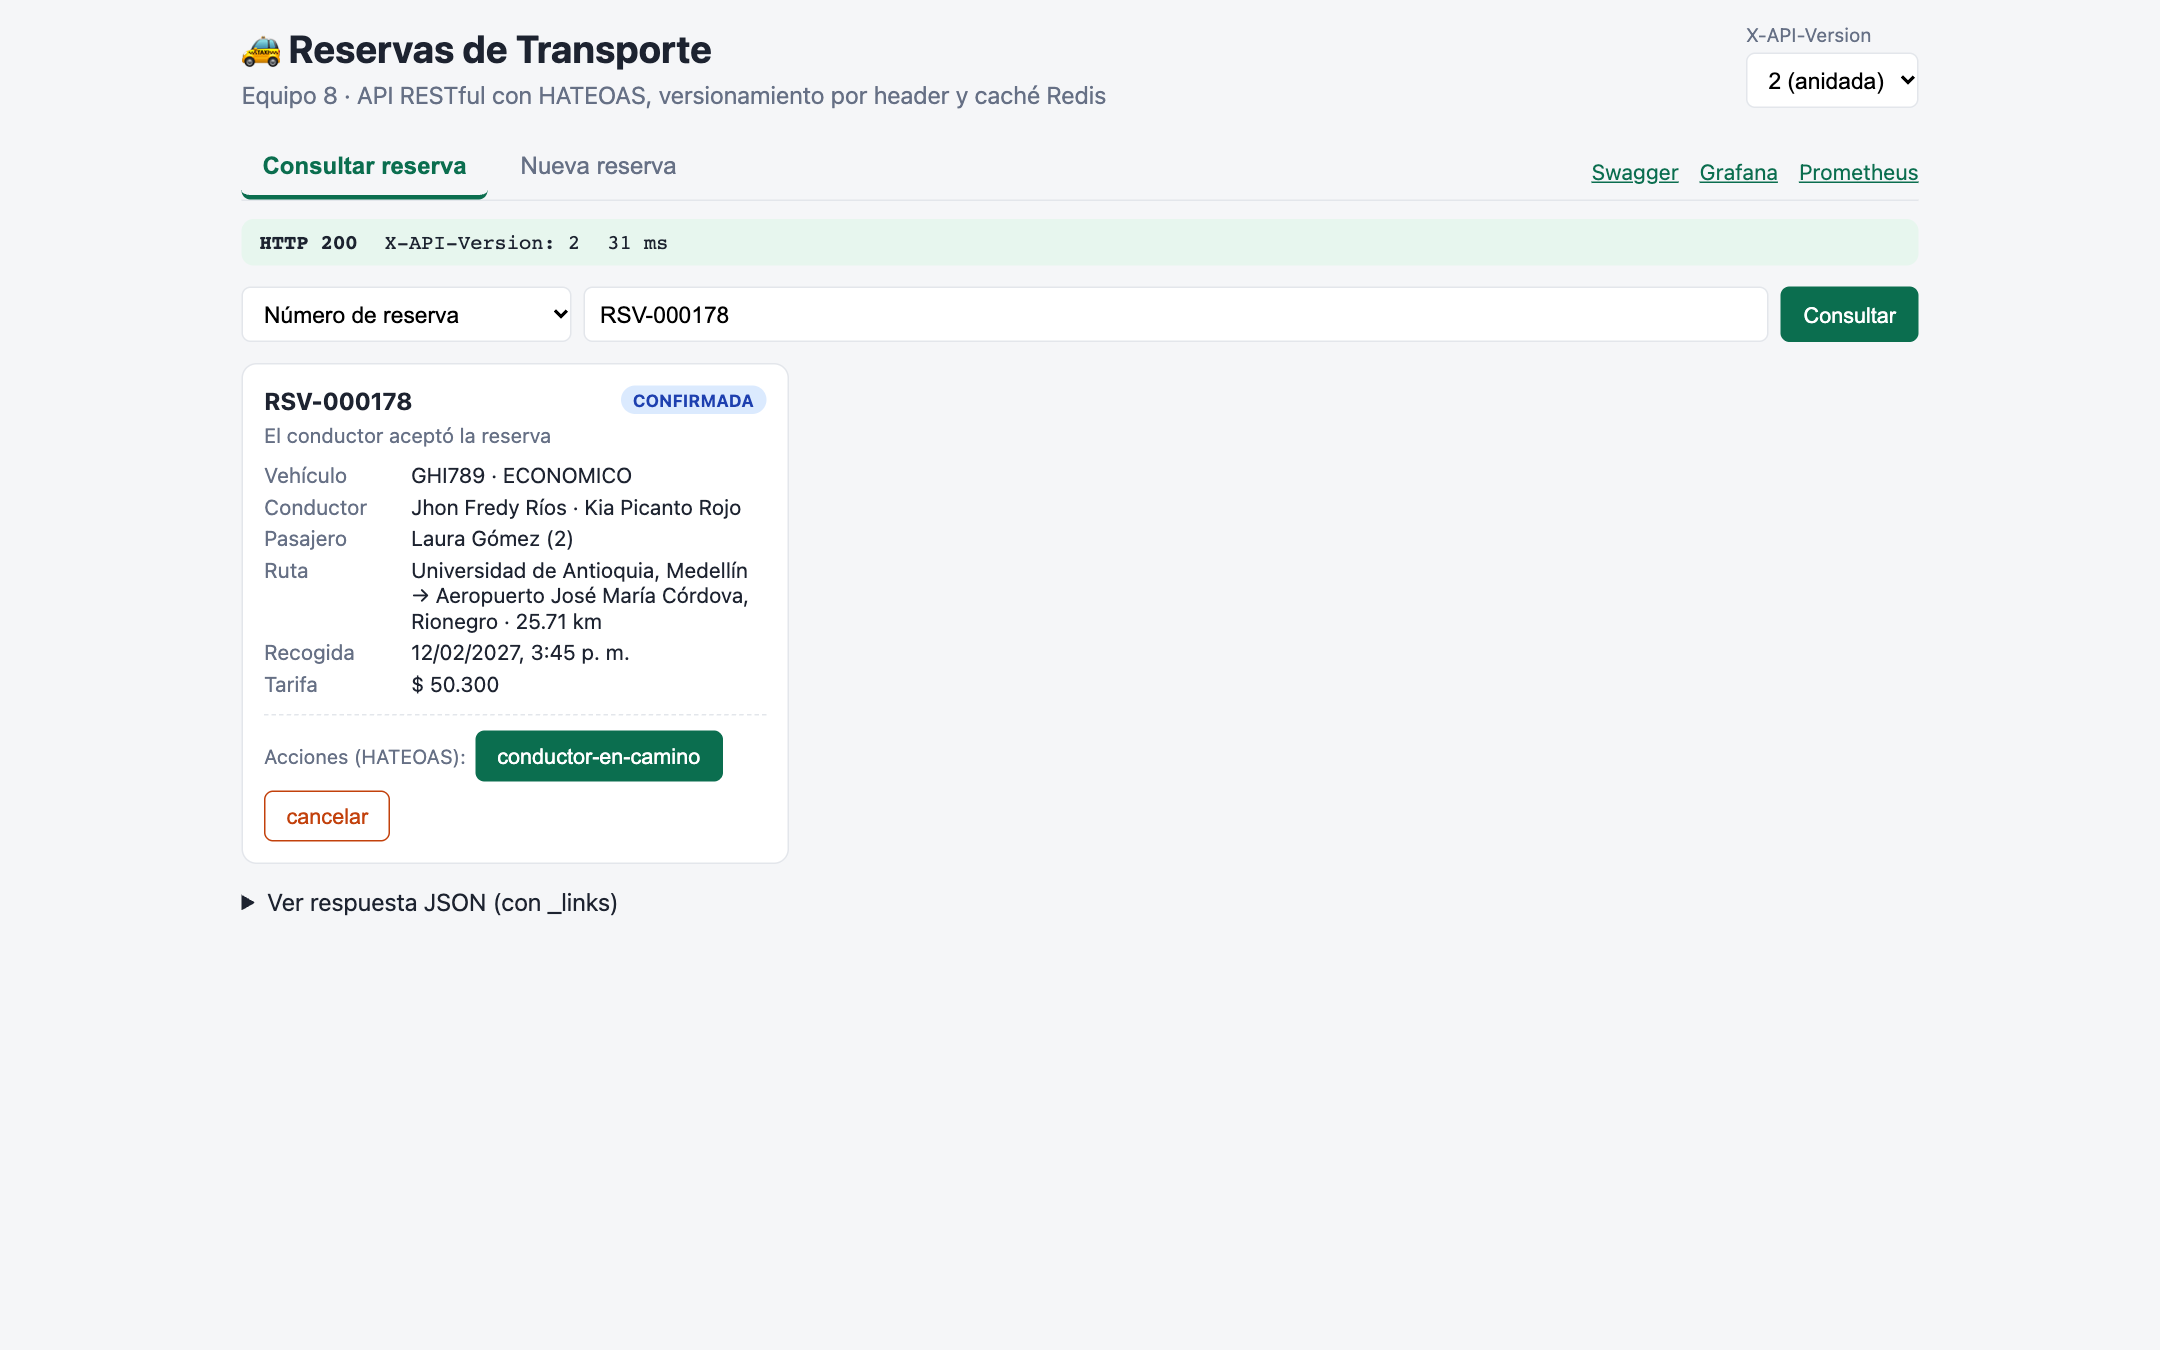 Reservas de Transporte
X-API-Version
2 (anidada)
Equipo 8 · API RESTful con HATEOAS, versionamiento por header y caché Redis
Consultar reserva
Nueva reserva
Swagger
Grafana
Prometheus
HTTP 200 X-API-Version: 2 31 ms
Número de reserva
RSV-000178
Consultar
RSV-000178
CONFIRMADA
El conductor aceptó la reserva
Vehículo GHI789 · ECONOMICO
Conductor Jhon Fredy Ríos · Kia Picanto Rojo
Pasajero Laura Gómez (2)
Ruta Universidad de Antioquia, Medellín
→ Aeropuerto José María Córdova,
Rionegro · 25.71 km
Recogida 12/02/2027, 3:45 p. m.
Tarifa $ 50.300
Acciones (HATEOAS): conductor-en-camino
cancelar
Ver respuesta JSON (con _links)